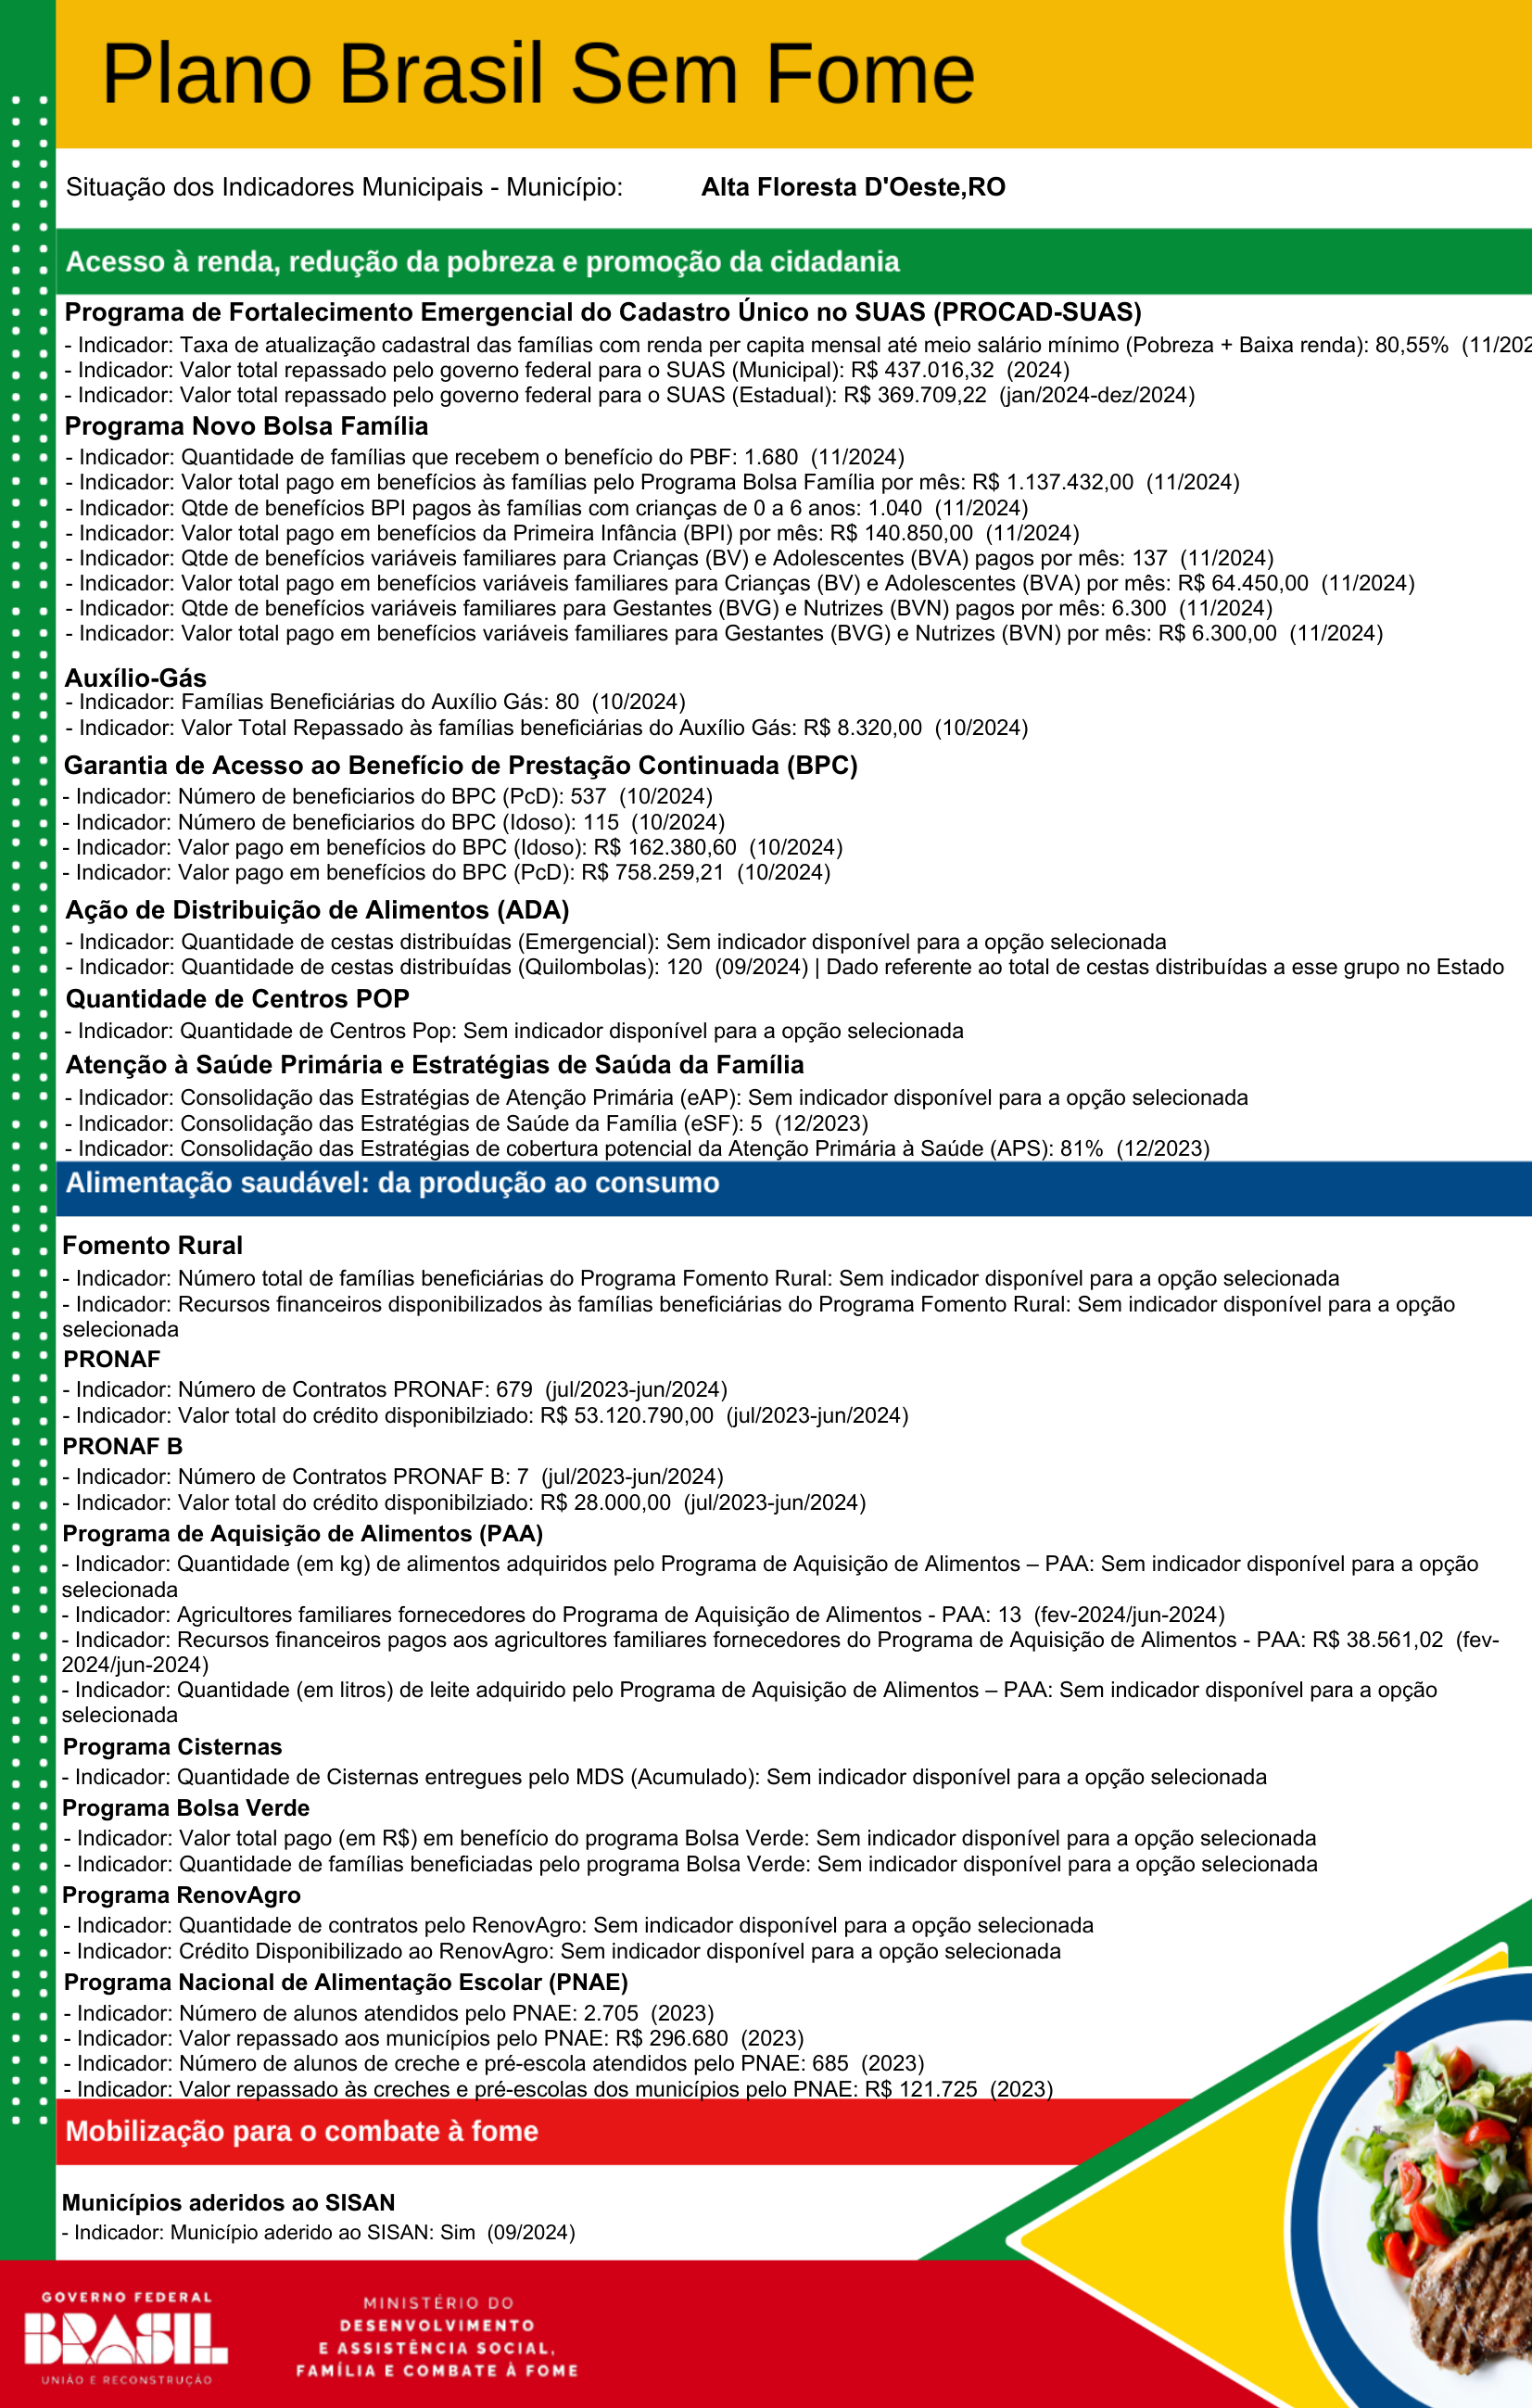 Plano Brasil Sem Fome
Situação dos Indicadores Municipais - Município: Alta Floresta D'Oeste,RO
Acesso à renda, redução da pobreza e promoção da cidadania
Programa de Fortalecimento Emergencial do Cadastro Único no SUAS (PROCAD-SUAS)
- Indicador: Taxa de atualização cadastral das famílias com renda per capita mensal até meio salário mínimo (Pobreza + Baixa renda): 80,55% (11/202
- Indicador: Valor total repassado pelo governo federal para o SUAS (Municipal): R$ 437.016,32 (2024)
- Indicador: Valor total repassado pelo governo federal para o SUAS (Estadual): R$ 369.709,22 (jan/2024-dez/2024)
Programa Novo Bolsa Família
- Indicador: Quantidade de famílias que recebem o benefício do PBF: 1.680 (11/2024)
- Indicador: Valor total pago em benefícios às famílias pelo Programa Bolsa Família por mês: R$ 1.137.432,00 (11/2024)
- Indicador: Qtde de benefícios BPI pagos às famílias com crianças de 0 a 6 anos: 1.040 (11/2024)
- Indicador: Valor total pago em benefícios da Primeira Infância (BPI) por mês: R$ 140.850,00 (11/2024)
- Indicador: Qtde de benefícios variáveis familiares para Crianças (BV) e Adolescentes (BVA) pagos por mês: 137 (11/2024)
- Indicador: Valor total pago em benefícios variáveis familiares para Crianças (BV) e Adolescentes (BVA) por mês: R$ 64.450,00 (11/2024)
- Indicador: Qtde de benefícios variáveis familiares para Gestantes (BVG) e Nutrizes (BVN) pagos por mês: 6.300 (11/2024)
- Indicador: Valor total pago em benefícios variáveis familiares para Gestantes (BVG) e Nutrizes (BVN) por mês: R$ 6.300,00 (11/2024)
Auxílio-Gás
- Indicador: Famílias Beneficiárias do Auxílio Gás: 80 (10/2024)
- Indicador: Valor Total Repassado às famílias beneficiárias do Auxílio Gás: R$ 8.320,00 (10/2024)
Garantia de Acesso ao Benefício de Prestação Continuada (BPC)
- Indicador: Número de beneficiarios do BPC (PcD): 537 (10/2024)
- Indicador: Número de beneficiarios do BPC (Idoso): 115 (10/2024)
- Indicador: Valor pago em benefícios do BPC (Idoso): R$ 162.380,60 (10/2024)
- Indicador: Valor pago em benefícios do BPC (PcD): R$ 758.259,21 (10/2024)
Ação de Distribuição de Alimentos (ADA)
- Indicador: Quantidade de cestas distribuídas (Emergencial): Sem indicador disponível para a opção selecionada
- Indicador: Quantidade de cestas distribuídas (Quilombolas): 120 (09/2024) | Dado referente ao total de cestas distribuídas a esse grupo no Estado
Quantidade de Centros POP
- Indicador: Quantidade de Centros Pop: Sem indicador disponível para a opção selecionada
Atenção à Saúde Primária e Estratégias de Saúda da Família
- Indicador: Consolidação das Estratégias de Atenção Primária (eAP): Sem indicador disponível para a opção selecionada
- Indicador: Consolidação das Estratégias de Saúde da Família (eSF): 5 (12/2023)
- Indicador: Consolidação das Estratégias de cobertura potencial da Atenção Primária à Saúde (APS): 81% (12/2023)
Alimentação saudável: da produção ao consumo
Fomento Rural
- Indicador: Número total de famílias beneficiárias do Programa Fomento Rural: Sem indicador disponível para a opção selecionada
- Indicador: Recursos financeiros disponibilizados às famílias beneficiárias do Programa Fomento Rural: Sem indicador disponível para a opção
selecionada
PRONAF
- Indicador: Número de Contratos PRONAF: 679 (jul/2023-jun/2024)
- Indicador: Valor total do crédito disponibilziado: R$ 53.120.790,00 (jul/2023-jun/2024)
PRONAF B
- Indicador: Número de Contratos PRONAF B: 7 (jul/2023-jun/2024)
- Indicador: Valor total do crédito disponibilziado: R$ 28.000,00 (jul/2023-jun/2024)
Programa de Aquisição de Alimentos (PAA)
- Indicador: Quantidade (em kg) de alimentos adquiridos pelo Programa de Aquisição de Alimentos – PAA: Sem indicador disponível para a opção
selecionada
- Indicador: Agricultores familiares fornecedores do Programa de Aquisição de Alimentos - PAA: 13 (fev-2024/jun-2024)
- Indicador: Recursos financeiros pagos aos agricultores familiares fornecedores do Programa de Aquisição de Alimentos - PAA: R$ 38.561,02 (fev-
2024/jun-2024)
- Indicador: Quantidade (em litros) de leite adquirido pelo Programa de Aquisição de Alimentos – PAA: Sem indicador disponível para a opção
selecionada
Programa Cisternas
- Indicador: Quantidade de Cisternas entregues pelo MDS (Acumulado): Sem indicador disponível para a opção selecionada
Programa Bolsa Verde
- Indicador: Valor total pago (em R$) em benefício do programa Bolsa Verde: Sem indicador disponível para a opção selecionada
- Indicador: Quantidade de famílias beneficiadas pelo programa Bolsa Verde: Sem indicador disponível para a opção selecionada
Programa RenovAgro
- Indicador: Quantidade de contratos pelo RenovAgro: Sem indicador disponível para a opção selecionada
- Indicador: Crédito Disponibilizado ao RenovAgro: Sem indicador disponível para a opção selecionada
Programa Nacional de Alimentação Escolar (PNAE)
- Indicador: Número de alunos atendidos pelo PNAE: 2.705 (2023)
- Indicador: Valor repassado aos municípios pelo PNAE: R$ 296.680 (2023)
- Indicador: Número de alunos de creche e pré-escola atendidos pelo PNAE: 685 (2023)
- Indicador: Valor repassado às creches e pré-escolas dos municípios pelo PNAE: R$ 121.725 (2023)
Mobilização para o combate à fome
Municípios aderidos ao SISAN
- Indicador: Município aderido ao SISAN: Sim (09/2024)
GOVERNO FEDERAL
BRASIL
UNIÃO E RECONSTRUÇÃO
MINISTÉRIO DO
DESENVOLVIMENTO
E ASSISTÊNCIA SOCIAL,
FAMÍLIA E COMBATE À FOME